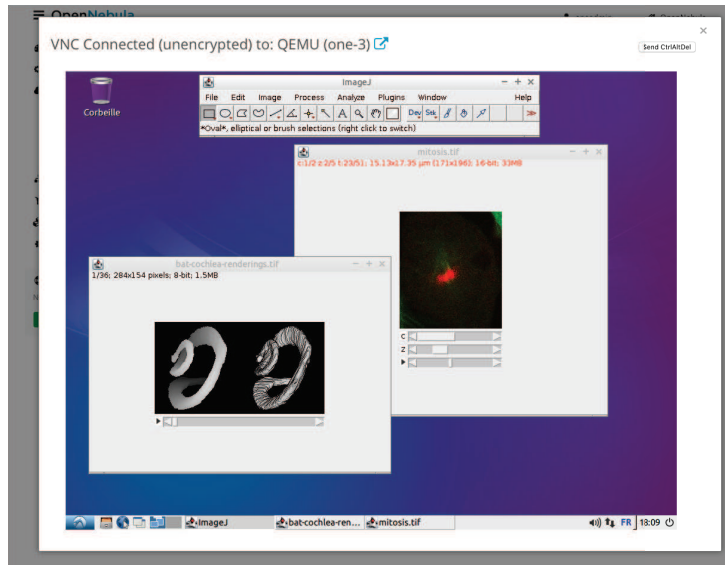 OpenNebula
VNC Connected (unencrypted) to: QEMU (one-3)
Send CtrlAltDel
Corbeille
ImageJ
File Edit Image Process Analyze Plugins Window Help
Dev Stk
*Oval*, elliptical or brush selections (right click to switch)
mitosis.tif
c:1/2 z:2/5 t:23/51; 15.13x17.35 µm (171x196); 16-bit; 33MB
C
Z
bat-cochlea-renderings.tif
1/36; 284x154 pixels; 8-bit; 1.5MB
ImageJ bat-cochlea-ren... mitosis.tif FR 18:09